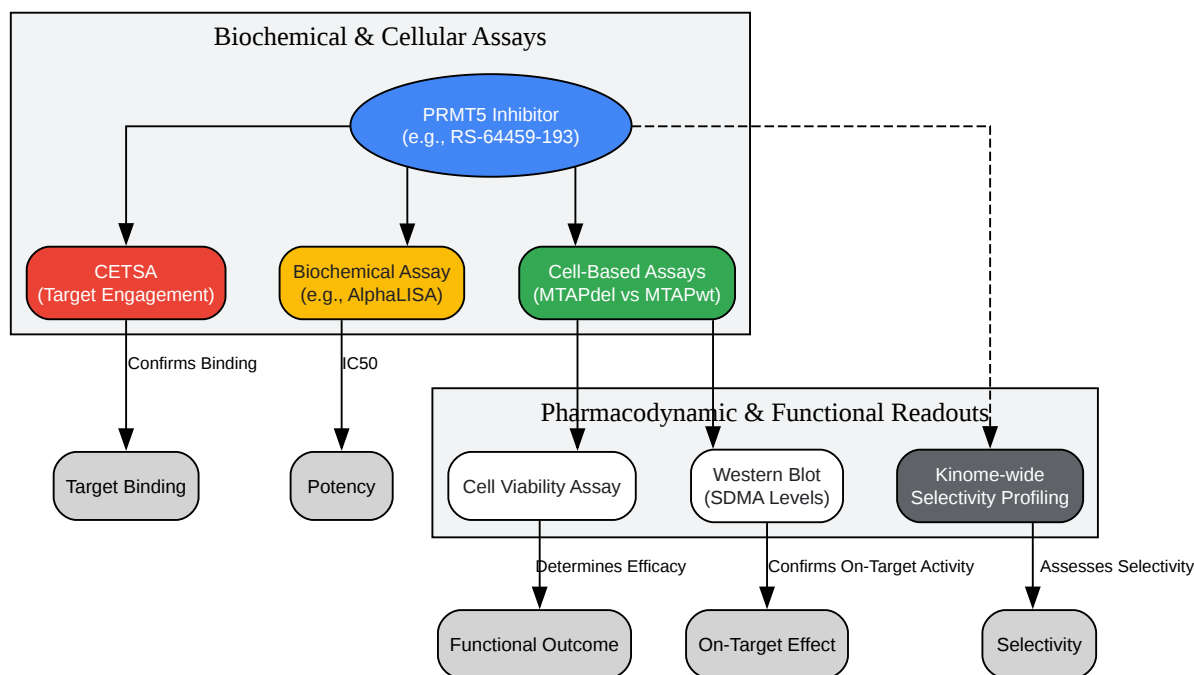 Biochemical & Cellular Assays
PRMT5 Inhibitor
(e.g., RS-64459-193)
CETSA
(Target Engagement)
Biochemical Assay
(e.g., AlphaLISA)
Cell-Based Assays
(MTAPdel vs MTAPwt)
Confirms Binding
IC50
Pharmacodynamic & Functional Readouts
Target Binding
Potency
Cell Viability Assay
Western Blot
(SDMA Levels)
Kinome-wide
Selectivity Profiling
Determines Efficacy
Confirms On-Target Activity
Assesses Selectivity
Functional Outcome
On-Target Effect
Selectivity